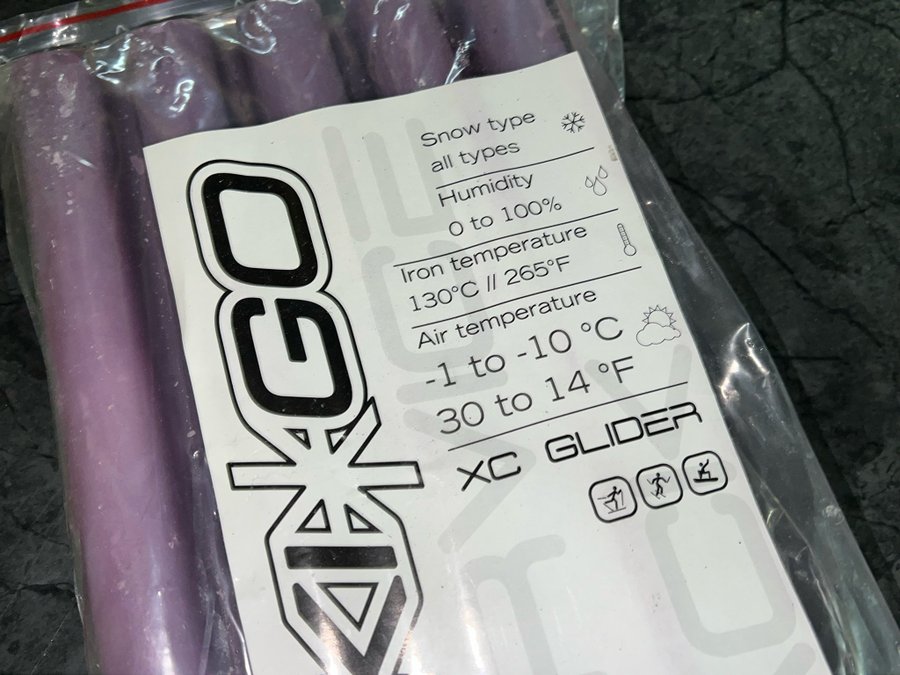 Snow type
all types
Humidity
0 to 100%
Iron temperature
130°C // 265°F
Air temperature
-1 to -10 °C
30 to 14 °F
XC GLIDER
GO